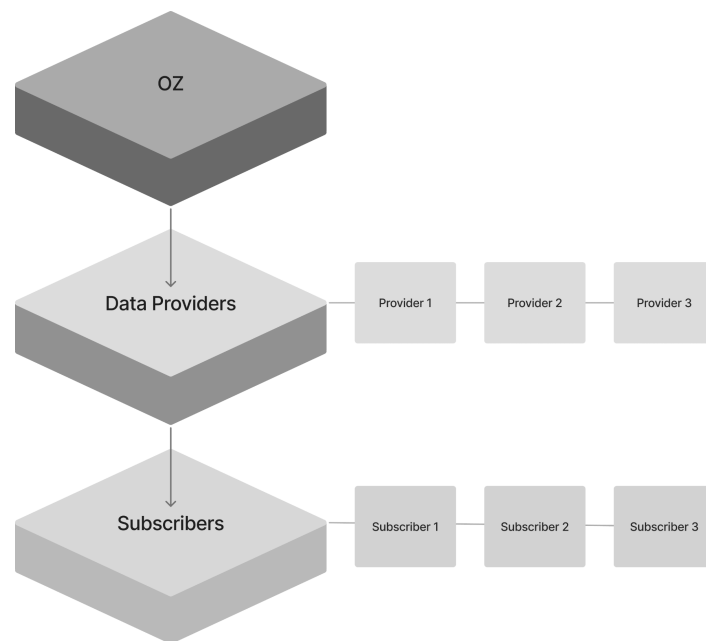 OZ
Data Providers
Provider 1
Provider 2
Provider 3
Subscribers
Subscriber 1
Subscriber 2
Subscriber 3